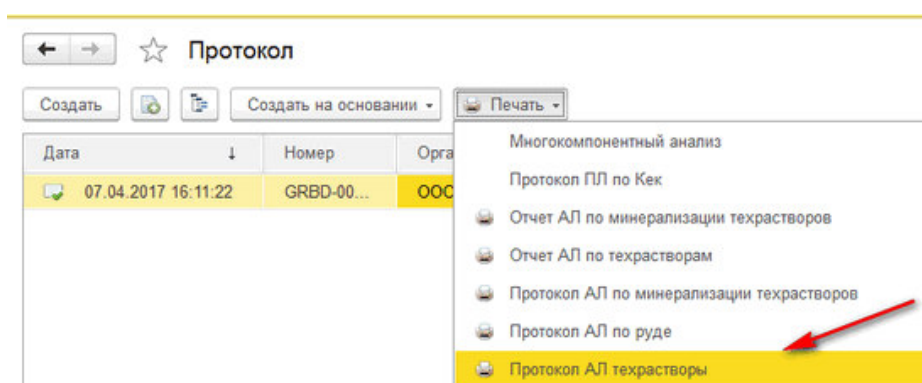 Протокол
Создать Создать на основании Печать
Дата Номер Орга
07.04.2017 16:11:22 GRBD-00... ООО
Многокомпонентный анализ
Протокол ПЛ по Кек
Отчет АЛ по минерализации техрастворов
Отчет АЛ по техрастворам
Протокол АЛ по минерализации техрастворов
Протокол АЛ по руде
Протокол АЛ техрастворы